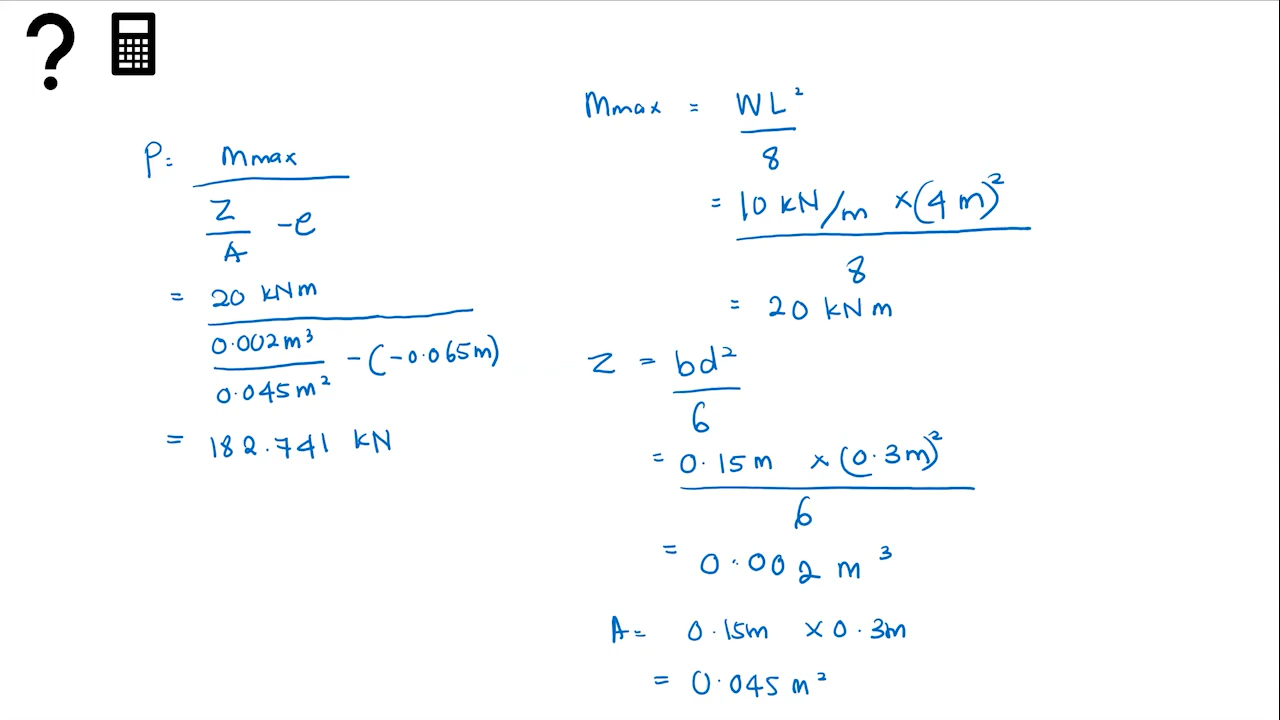 ?
P = Mmax
Z/A - e
= 20 kNm
0.002m³
0.045m² -(-0.065m)
= 182.741 kN
Mmax = WL²
8
= 10 kN/m ×(4 m)²
8
= 20 kNm
Z = bd²
6
= 0.15m ×(0.3m)²
6
= 0.002 m³
A = 0.15m × 0.3m
= 0.045 m²